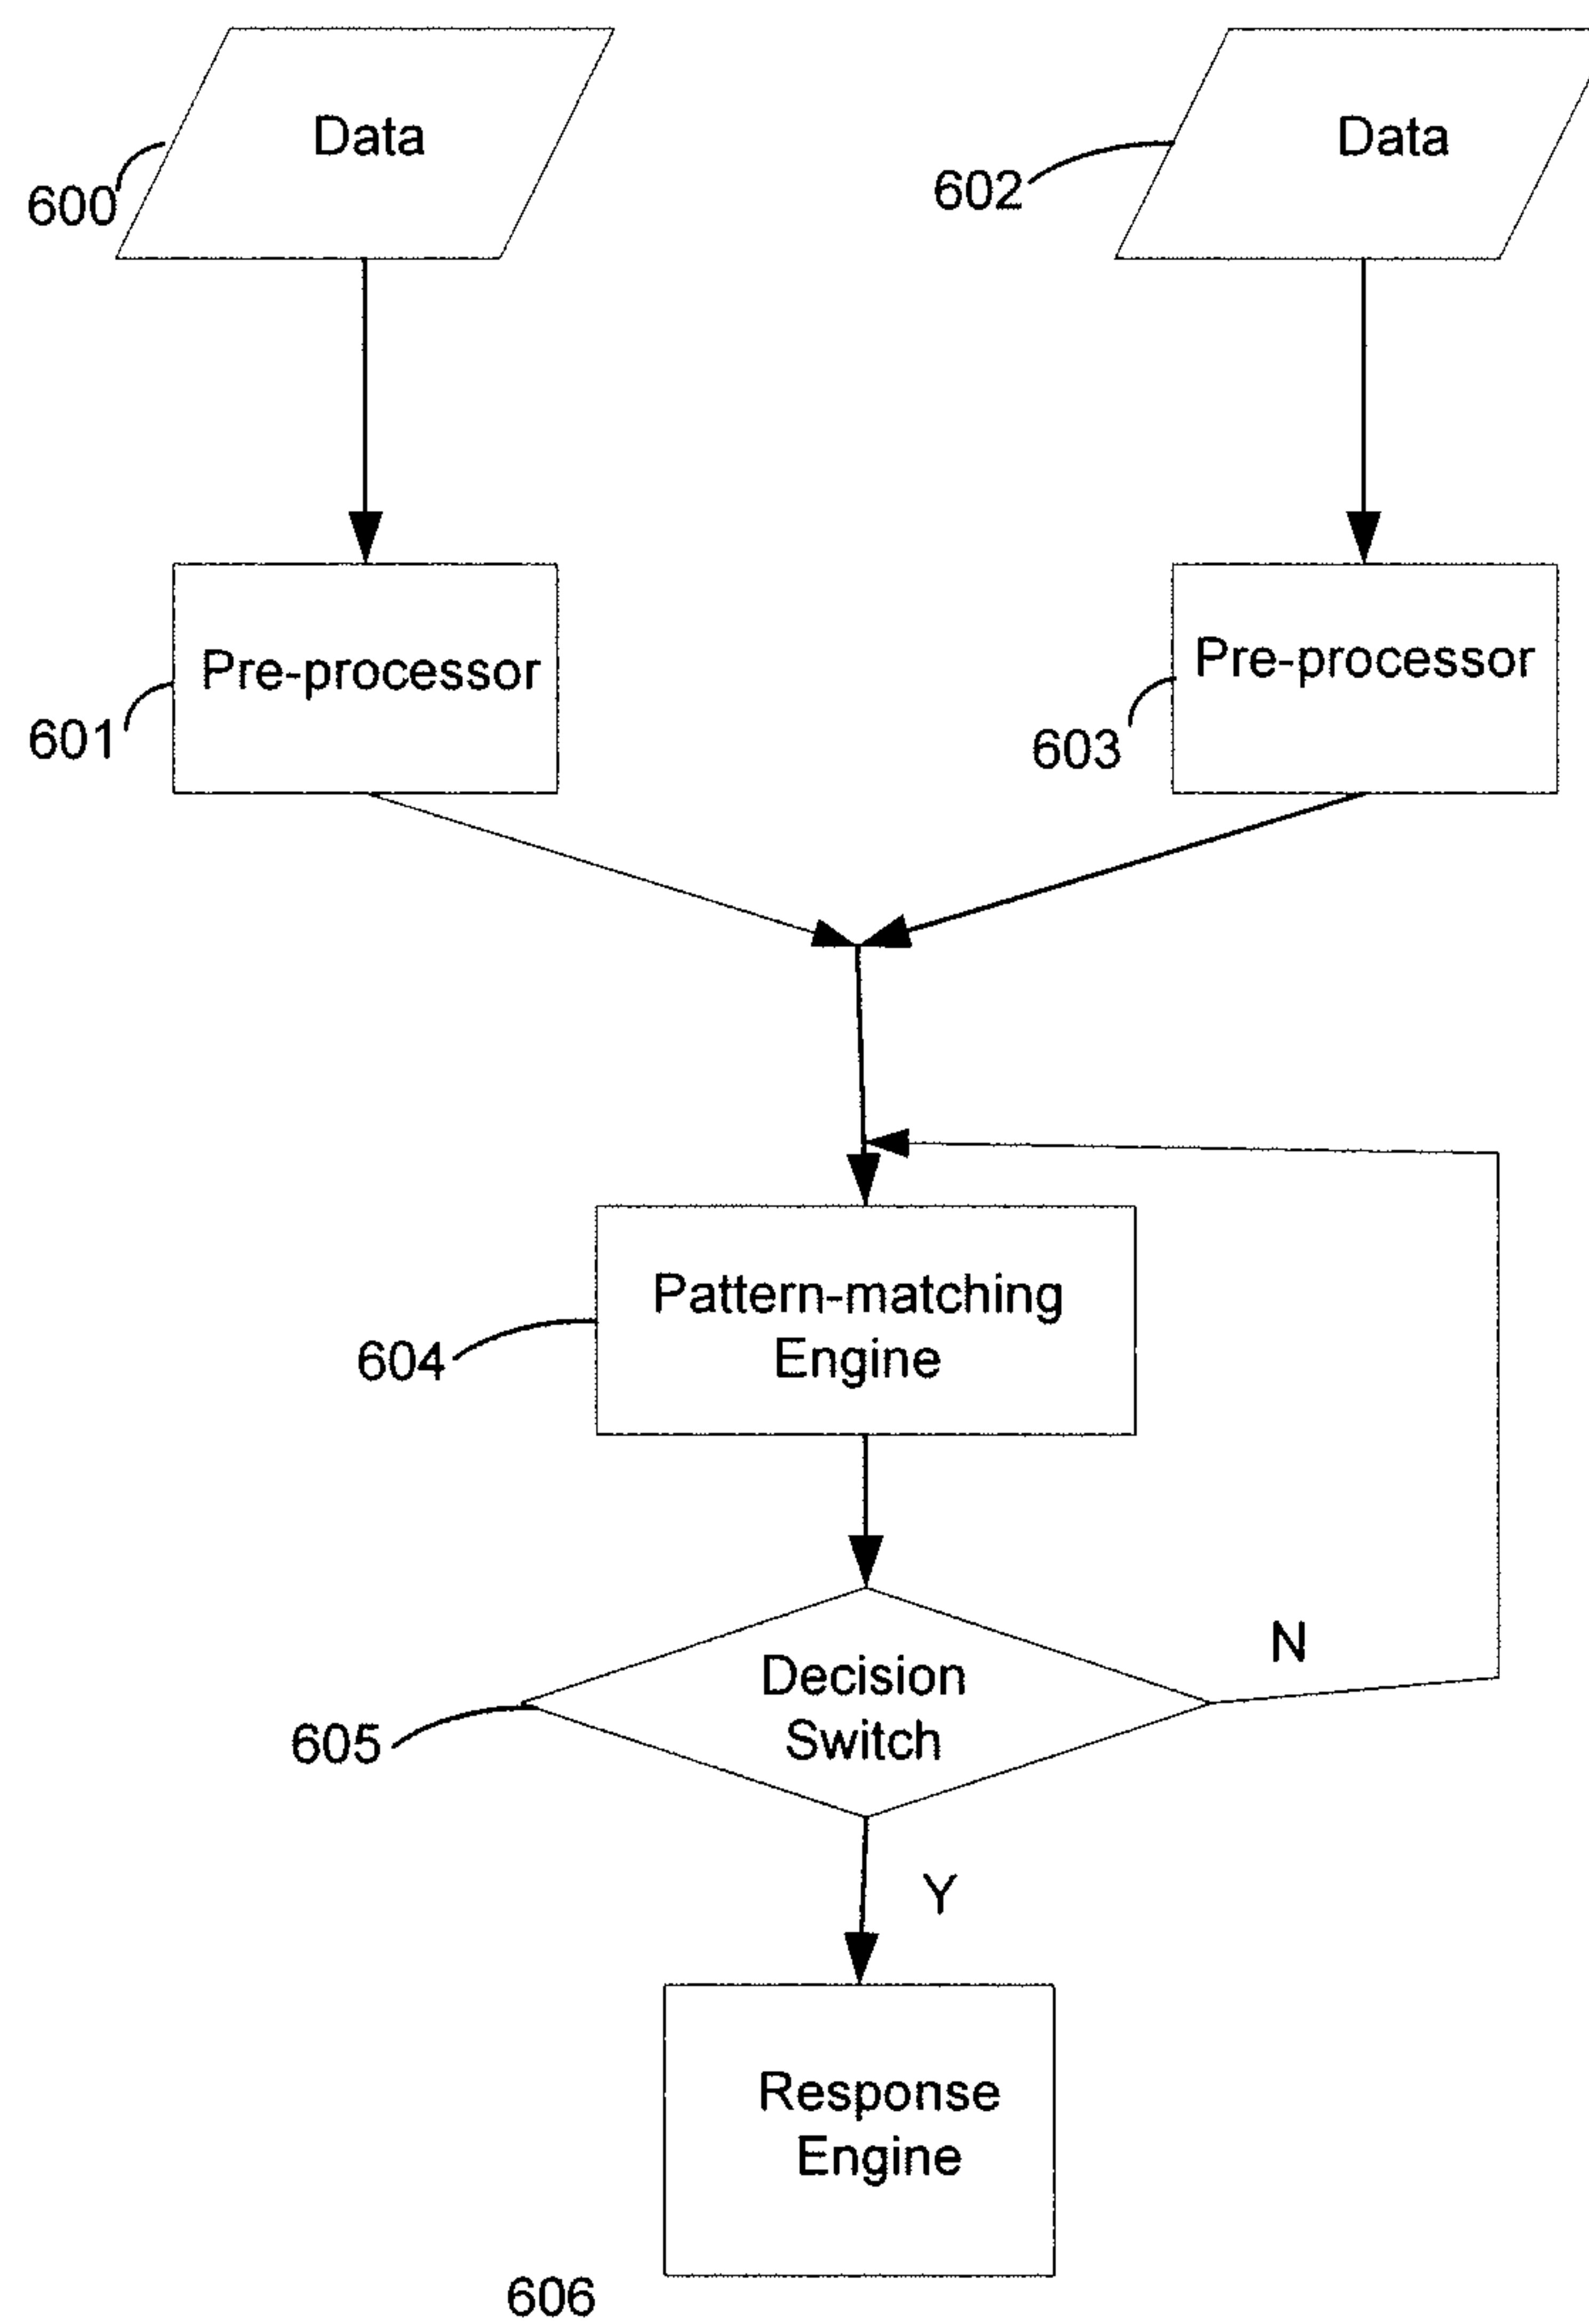 Data
600
Data
602
Pre-processor
601
Pre-processor
603
Pattern-matching
Engine
604
Decision
Switch
605
N
Y
Response
Engine
606